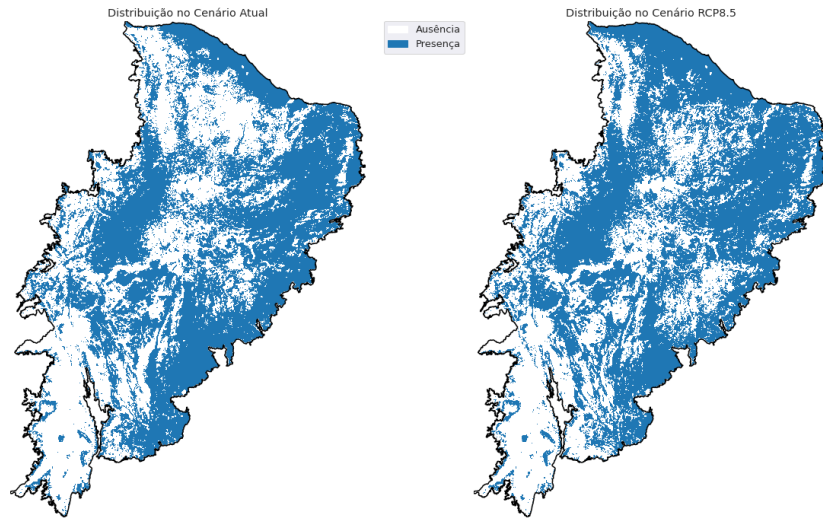 Distribuição no Cenário Atual
Ausência
Presença
Distribuição no Cenário RCP8.5